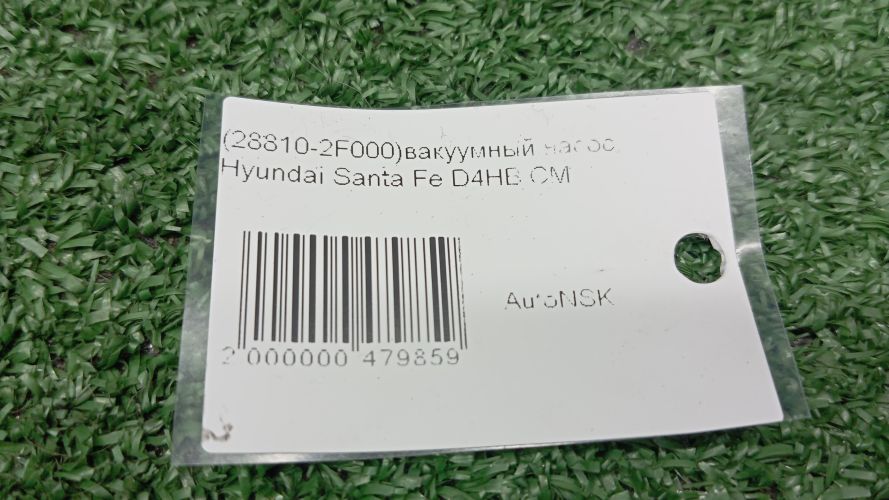 (28810-2F000)вакуумный насос
Hyundai Santa Fe D4HB CM
AutoNSK
2 000000 479859